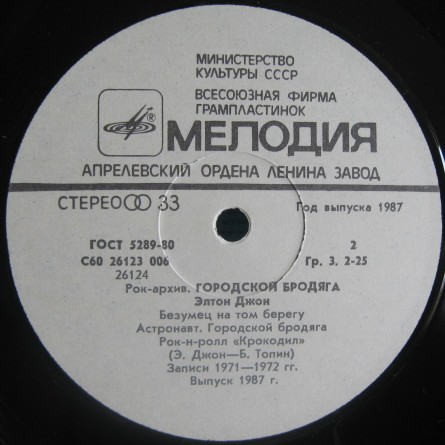 МИНИСТЕРСТВО
КУЛЬТУРЫ СССР
ВСЕСОЮЗНАЯ ФИРМА
ГРАМПЛАСТИНОК
® МЕЛОДИЯ
АПРЕЛЕВСКИЙ ОРДЕНА ЛЕНИНА ЗАВОД
СТЕРЕО 33 Год выпуска 1987
ГОСТ 5289-80 2
С60 26123 006 Гр. 3. 2-25
26124
Рок-архив. ГОРОДСКОЙ БРОДЯГА
Элтон Джон
Безумец на том берегу
Астронавт. Городской бродяга
Рок-н-ролл «Крокодил»
(Э. Джон—Б. Топин)
Записи 1971—1972 гг.
Выпуск 1987 г.